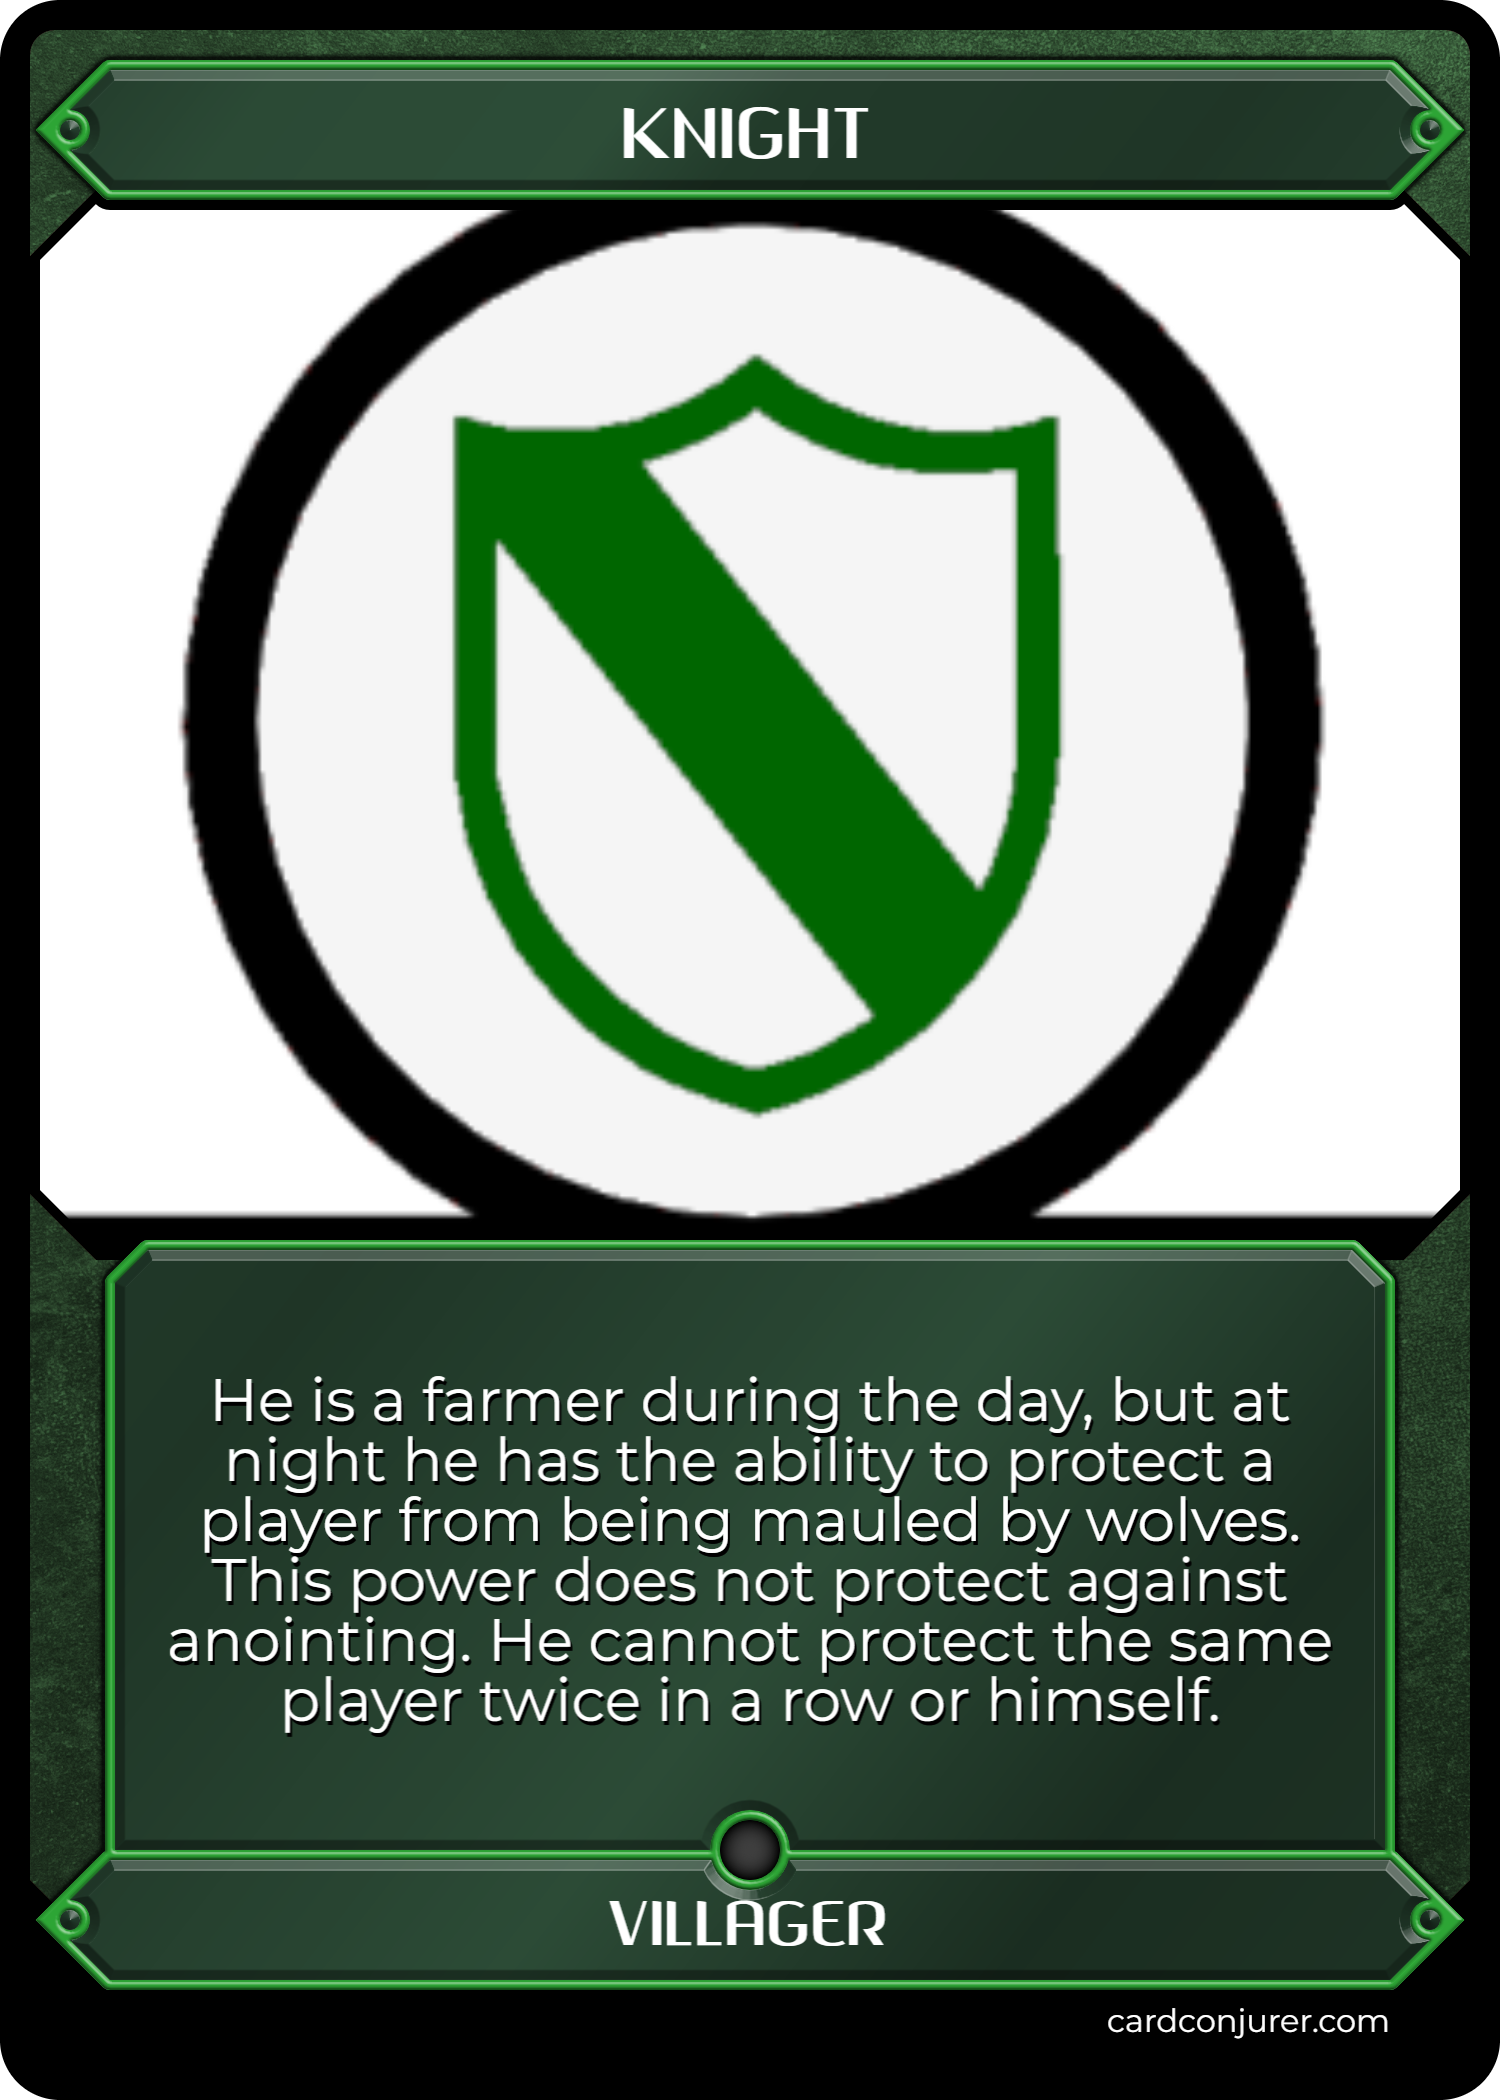 KNIGHT
He is a farmer during the day, but at
night he has the ability to protect a
player from being mauled by wolves.
This power does not protect against
anointing. He cannot protect the same
player twice in a row or himself.
VILLAGER
cardconjurer.com